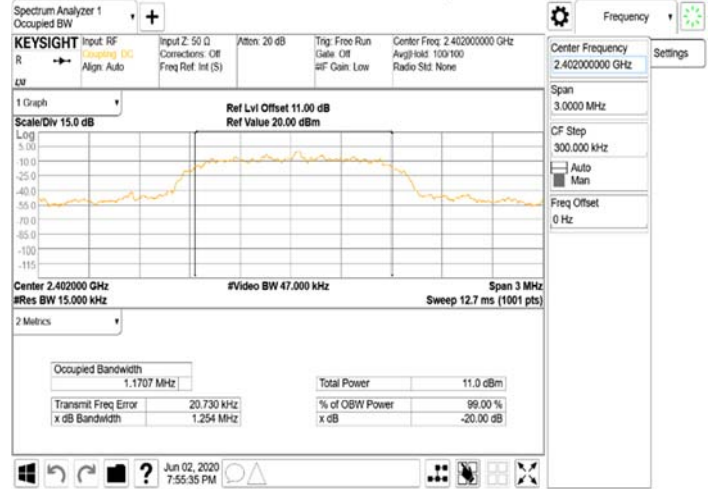 Spectrum Analyzer 1
Occupied BW
Frequency
KEYSIGHT
R
Input: RF
Coupling: DC
Align: Auto
Input Z: 50 Ω
Corrections: Off
Freq Ref: Int (S)
Atten: 20 dB
Trig: Free Run
Gate: Off
#IF Gain: Low
Center Freq: 2.402000000 GHz
Avg|Hold: 100/100
Radio Std: None
Center Frequency
2.402000000 GHz
Settings
Span
3.0000 MHz
CF Step
300.000 kHz
Auto
Man
Freq Offset
0 Hz
1 Graph
Scale/Div 15.0 dB
Ref Lvl Offset 11.00 dB
Ref Value 20.00 dBm
Log
5.00
-10.0
-25.0
-40.0
-55.0
-70.0
-85.0
-100
-115
Center 2.402000 GHz
#Video BW 47.000 kHz
Span 3 MHz
#Res BW 15.000 kHz
Sweep 12.7 ms (1001 pts)
2 Metrics
Occupied Bandwidth
1.1707 MHz
Total Power 11.0 dBm
Transmit Freq Error 20.730 kHz
% of OBW Power 99.00 %
x dB Bandwidth 1.254 MHz
x dB -20.00 dB
?
Jun 02, 2020
7:55:35 PM